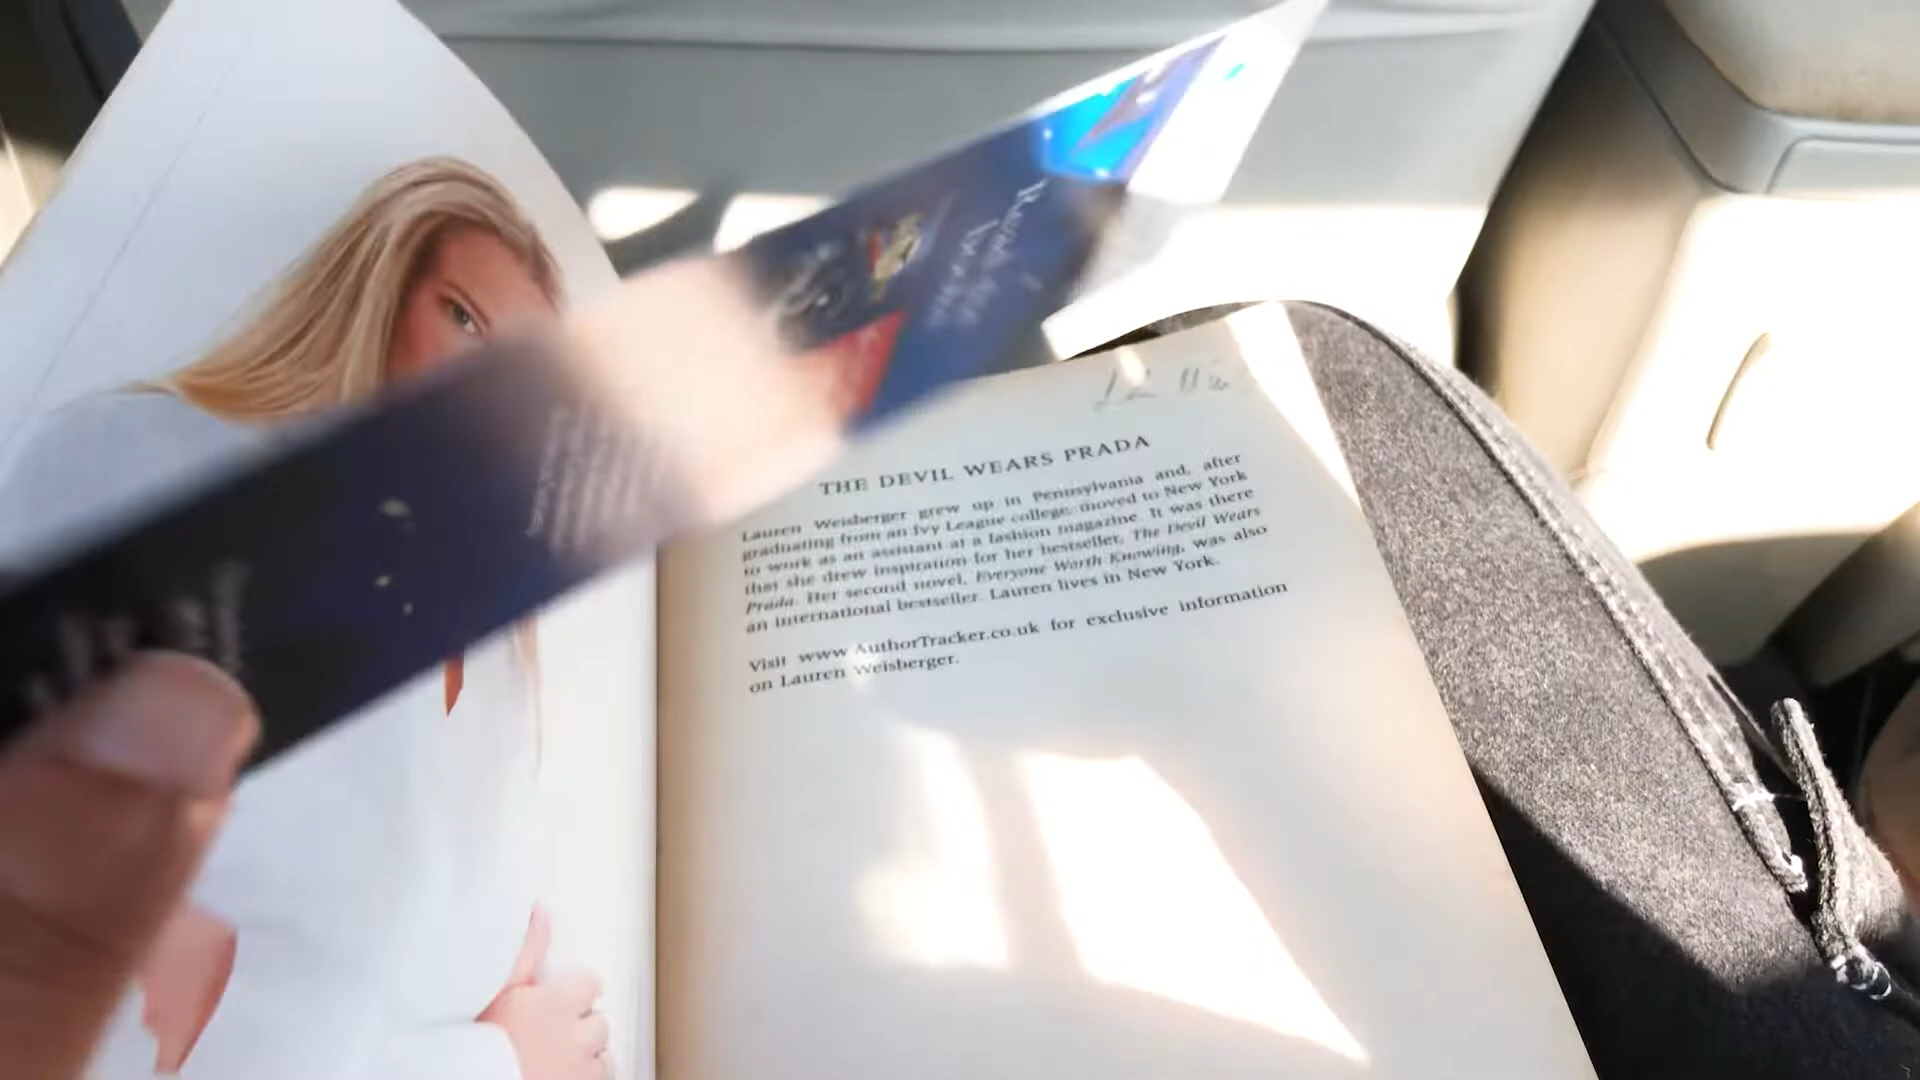 THE DEVIL WEARS PRADA
Lauren Weisberger grew up in Pennsylvania and, after
graduating from an Ivy League college, moved to New York
to work as an assistant at a fashion magazine. It was there
that she drew inspiration for her bestseller, The Devil Wears
Prada. Her second novel, Everyone Worth Knowing, was also
an international bestseller. Lauren lives in New York.
Visit www.AuthorTracker.co.uk for exclusive information
on Lauren Weisberger.